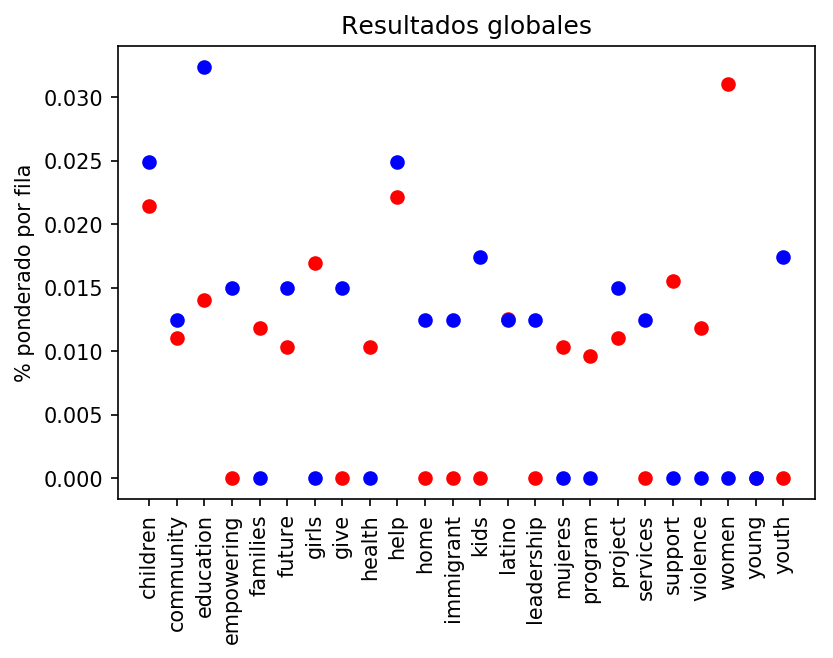 Resultados globales
% ponderado por fila
0.030
0.025
0.020
0.015
0.010
0.005
0.000
children
community
education
empowering
families
future
girls
give
health
help
home
immigrant
kids
latino
leadership
mujeres
program
project
services
support
violence
women
young
youth